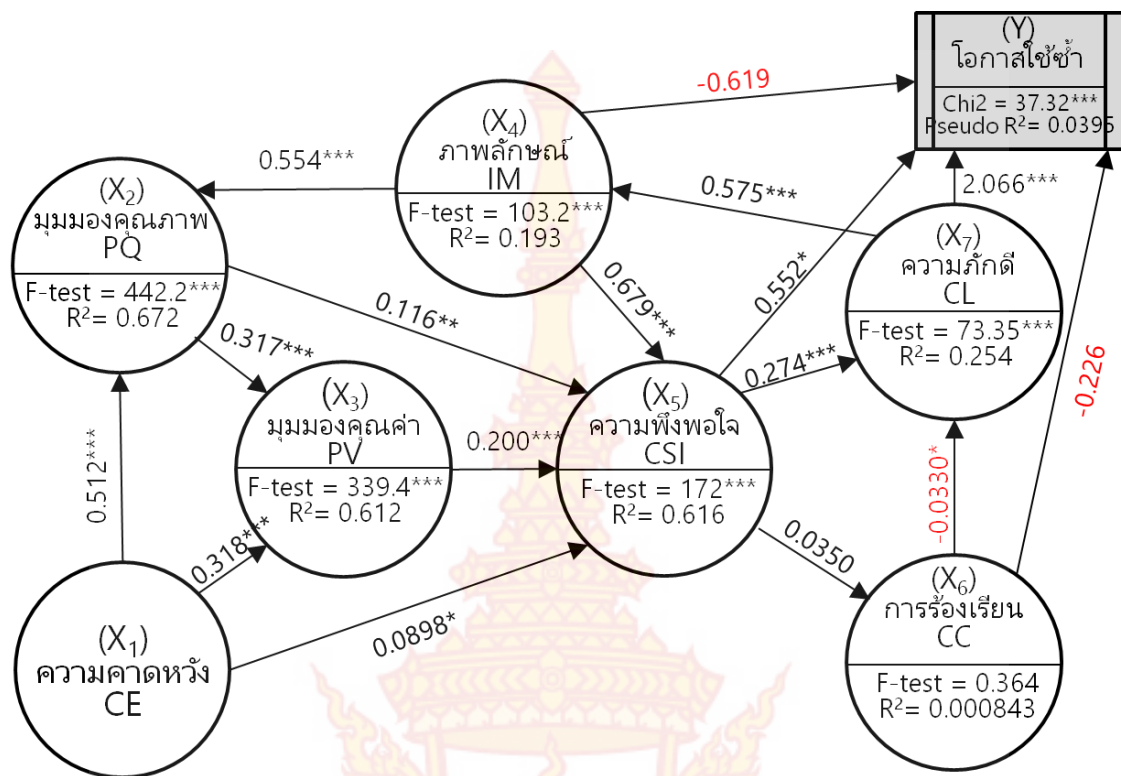 (Y)
โอกาสใช้ซ้ำ
Chi2 = 37.32***
Pseudo R²= 0.0395
-0.619
(X₄)
ภาพลักษณ์
IM
F-test = 103.2***
R²= 0.193
0.554***
0.575***
2.066***
(X₂)
มุมมองคุณภาพ
PQ
F-test = 442.2***
R²= 0.672
(X₇)
ความภักดี
CL
F-test = 73.35***
R²= 0.254
0.679***
0.552*
0.116**
0.317***
0.274***
-0.226
(X₃)
มุมมองคุณค่า
PV
F-test = 339.4***
R²= 0.612
0.200***
(X₅)
ความพึงพอใจ
CSI
F-test = 172***
R²= 0.616
0.512***
0.318***
-0.0330*
0.0350
0.0898*
(X₁)
ความคาดหวัง
CE
(X₆)
การร้องเรียน
CC
F-test = 0.364
R²= 0.000843